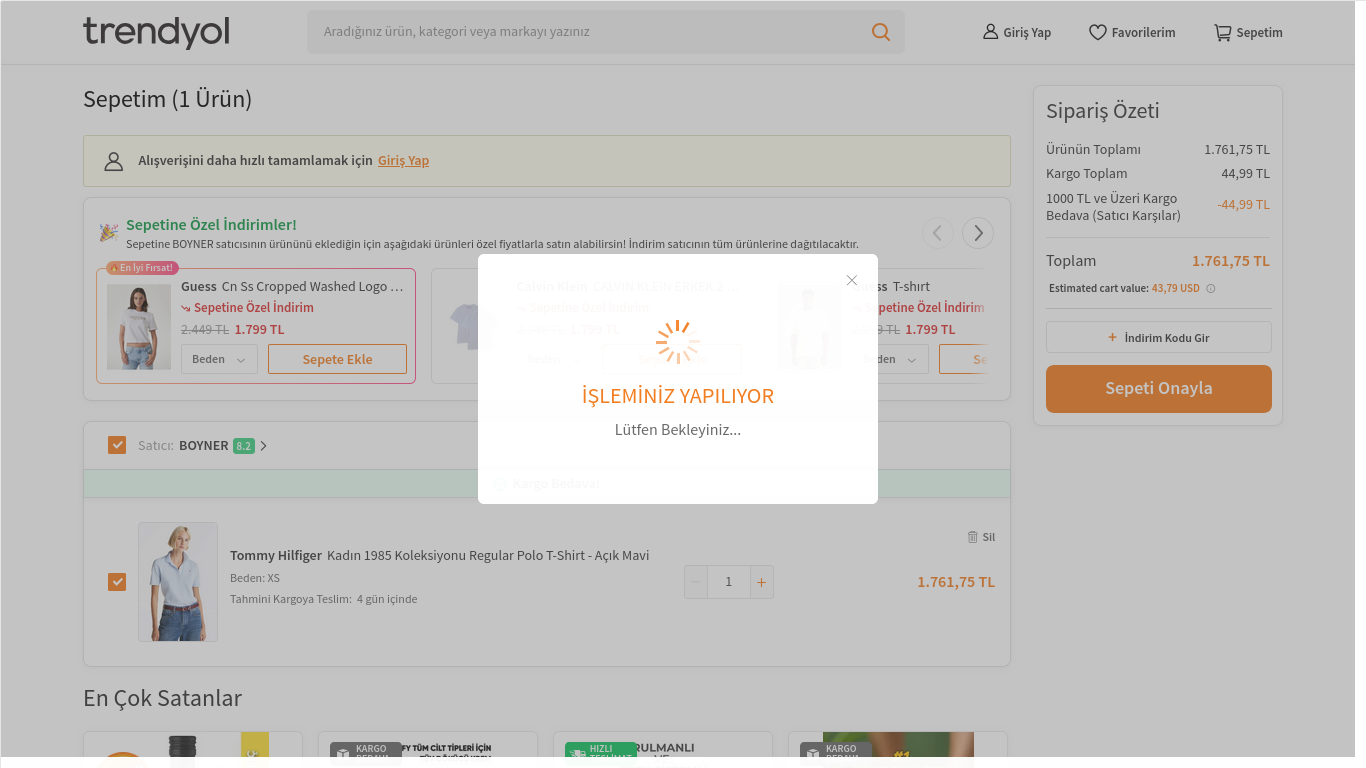 trendyol
Aradığınız ürün, kategori veya markayı yazınız
Giriş Yap
Favorilerim
Sepetim
Sepetim (1 Ürün)
Alışverişini daha hızlı tamamlamak için Giriş Yap
Sepetine Özel İndirimler!
Sepetine BOYNER satıcısının ürününü eklediğin için aşağıdaki ürünleri özel fiyatlarla satın alabilirsin! İndirim satıcının tüm ürünlerine dağıtılacaktır.
En İyi Fırsat!
Guess Cn Ss Cropped Washed Logo ...
Sepetine Özel İndirim
2.449 TL 1.799 TL
Beden
Sepete Ekle
Calvin Klein CALVIN KLEIN ERKEK 2...
Sepetine Özel İndirim
1.799 TL
Beden
T-shirt
Sepetine Özel İndirim
1.799 TL
Se
İŞLEMİNİZ YAPILIYOR
Lütfen Bekleyiniz...
Satıcı: BOYNER 8.2
Kargo Bedava!
Sil
Tommy Hilfiger Kadın 1985 Koleksiyonu Regular Polo T-Shirt - Açık Mavi
Beden: XS
Tahmini Kargoya Teslim: 4 gün içinde
− 1 +
1.761,75 TL
Sipariş Özeti
Ürünün Toplamı 1.761,75 TL
Kargo Toplam 44,99 TL
1000 TL ve Üzeri Kargo
Bedava (Satıcı Karşılar) -44,99 TL
Toplam 1.761,75 TL
Estimated cart value: 43,79 USD
+ İndirim Kodu Gir
Sepeti Onayla
En Çok Satanlar
KARGO
BEDAVA
FY TÜM CİLT TİPLERİ İÇİN
HIZLI
TESLİMAT
RULMANLI
VE
KARGO
BEDAVA
#1